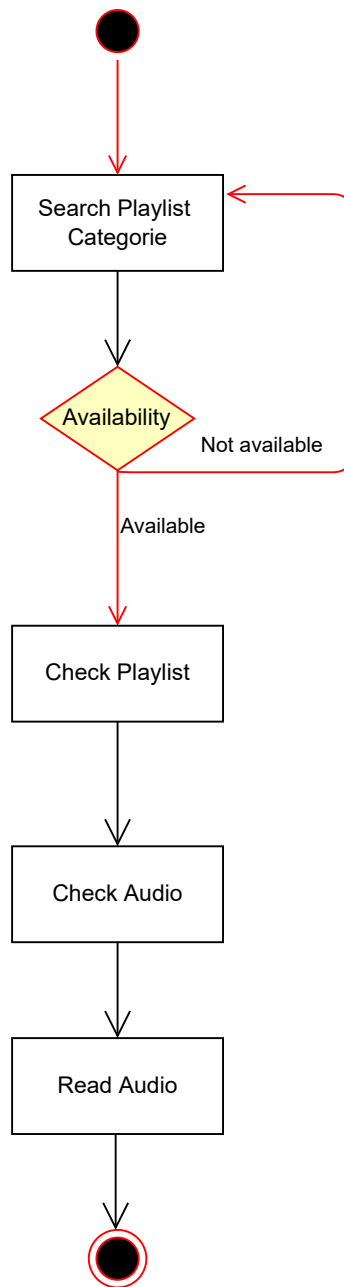 Search Playlist
Categorie
Availability
Not available
Available
Check Playlist
Check Audio
Read Audio